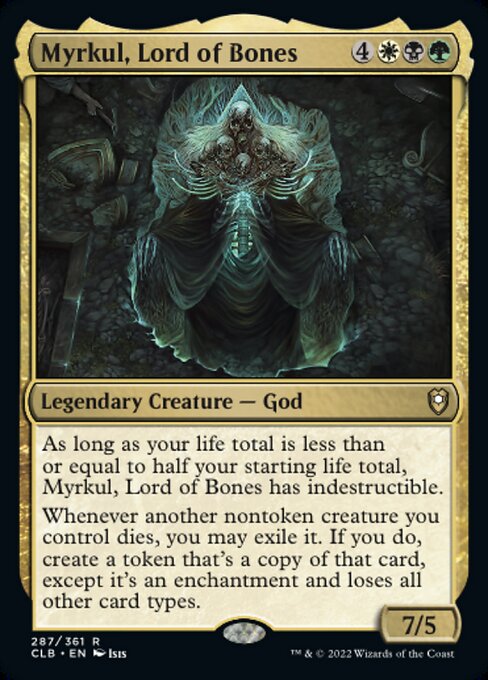 Myrkul, Lord of Bones 4
Legendary Creature — God
As long as your life total is less than
or equal to half your starting life total,
Myrkul, Lord of Bones has indestructible.
Whenever another nontoken creature you
control dies, you may exile it. If you do,
create a token that's a copy of that card,
except it's an enchantment and loses all
other card types.
7/5
287/361 R
CLB • EN Isis
™ & © 2022 Wizards of the Coast